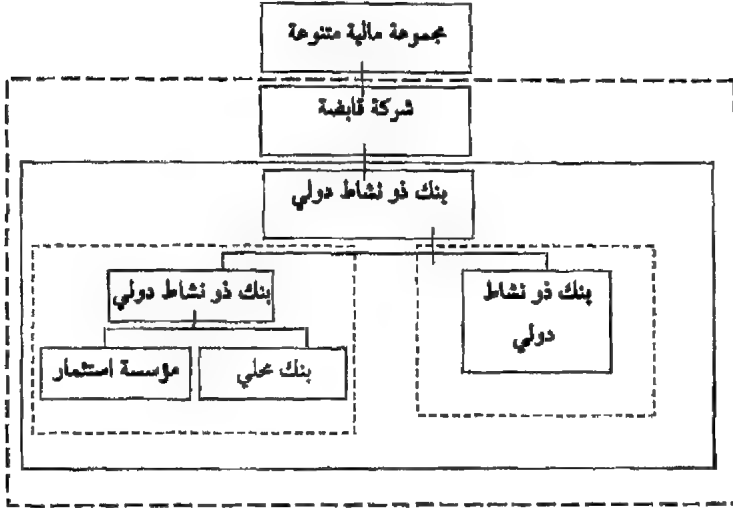 مجموعة مالية متنوعة
شركة قابضة
بنك ذو نشاط دولي
بنك ذو نشاط
دولي
بنك ذو نشاط دولي
بنك محلي
مؤسسة استثمار